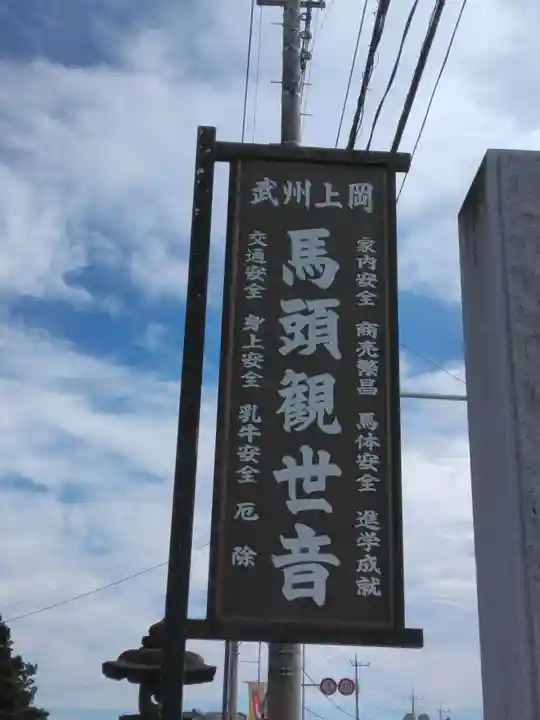 武州上岡
家内安全 商売繁昌 馬体安全 進学成就
馬頭観世音
交通安全 身上安全 乳牛安全 厄除